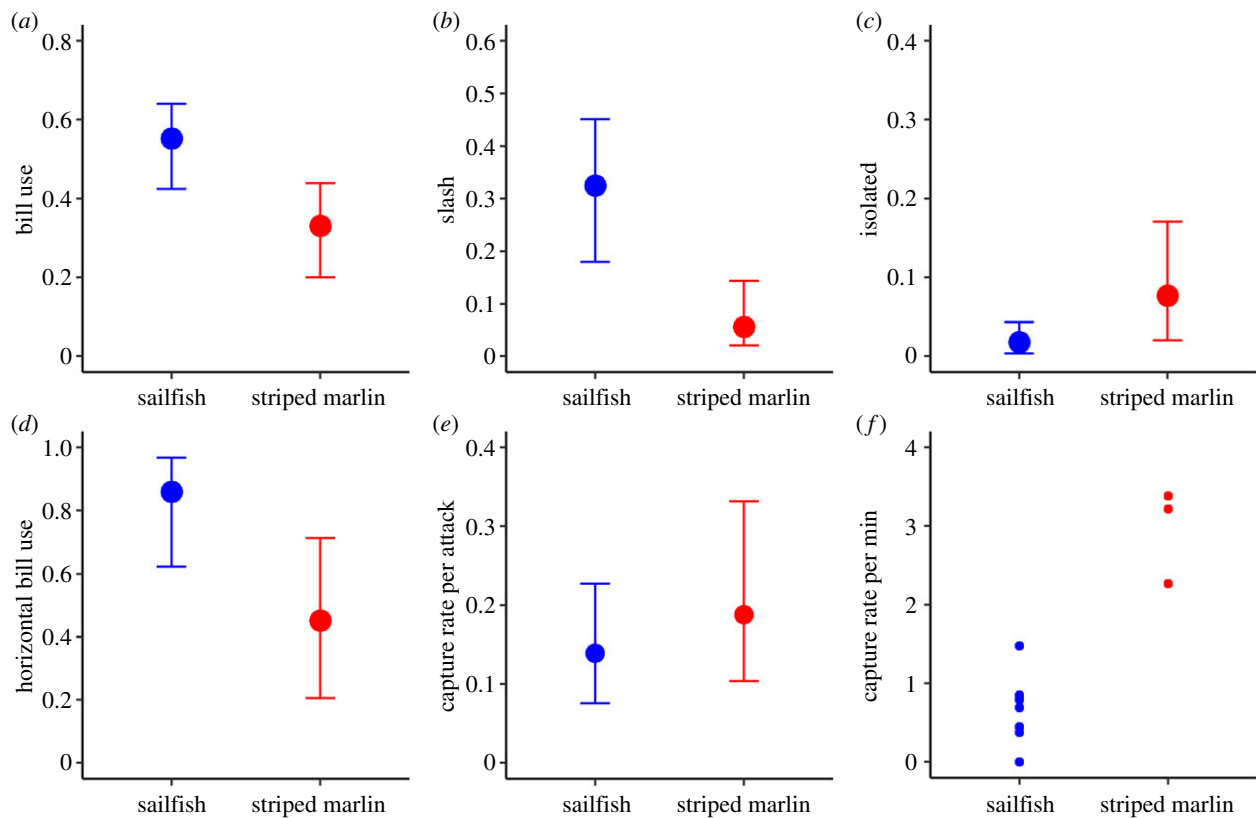 (a)
bill use
0.8
0.6
0.4
0.2
0
sailfish
striped marlin
(b)
slash
0.6
0.5
0.4
0.3
0.2
0.1
0
sailfish
striped marlin
(c)
isolated
0.4
0.3
0.2
0.1
0
sailfish
striped marlin
(d)
horizontal bill use
1.0
0.8
0.6
0.4
0.2
0
sailfish
striped marlin
(e)
capture rate per attack
0.4
0.3
0.2
0.1
0
sailfish
striped marlin
(f)
capture rate per min
4
3
2
1
0
sailfish
striped marlin